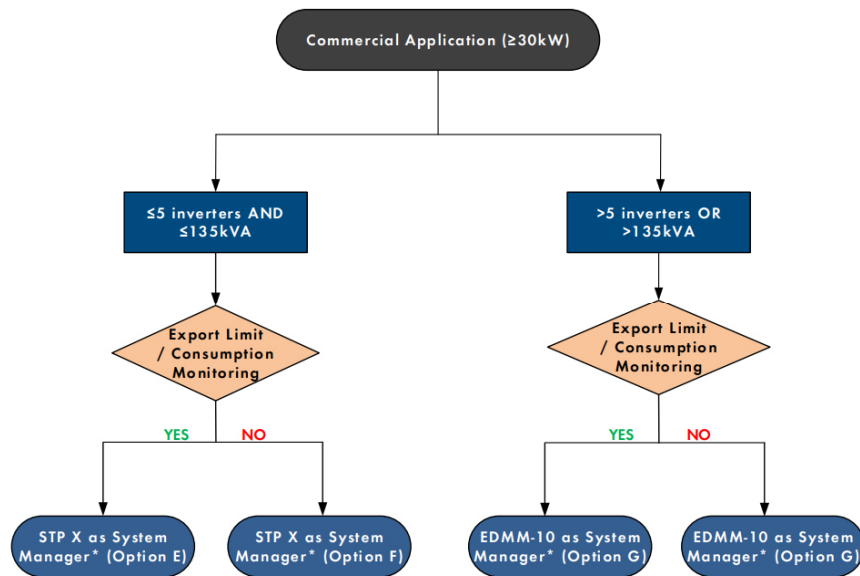 Commercial Application (≥30kW)
≤5 inverters AND
≤135kVA
>5 inverters OR
>135kVA
Export Limit
/ Consumption
Monitoring
Export Limit
/ Consumption
Monitoring
YES
NO
YES
NO
STP X as System
Manager* (Option E)
STP X as System
Manager* (Option F)
EDMM-10 as System
Manager* (Option G)
EDMM-10 as System
Manager* (Option G)